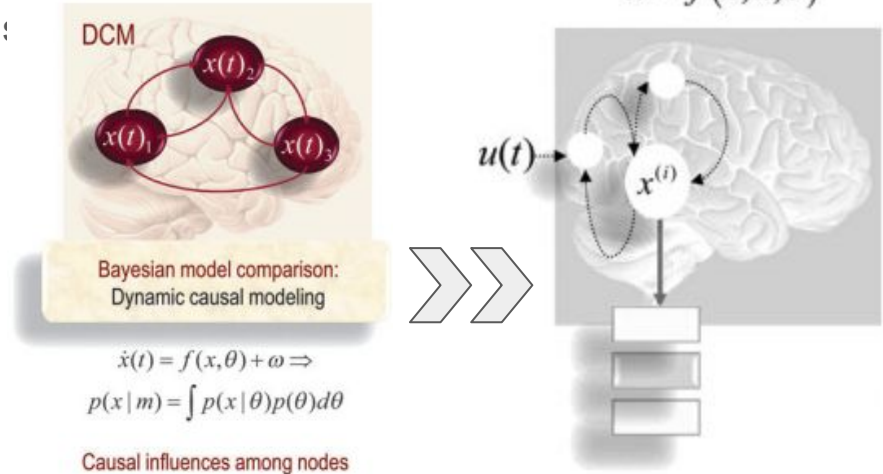 DCM
x(t)₂
x(t)₁
x(t)₃
Bayesian model comparison:
Dynamic causal modeling
ẋ(t) = f(x,θ) + ω ⇒
p(x | m) = ∫ p(x | θ)p(θ)dθ
Causal influences among nodes
u(t)
x⁽ⁱ⁾